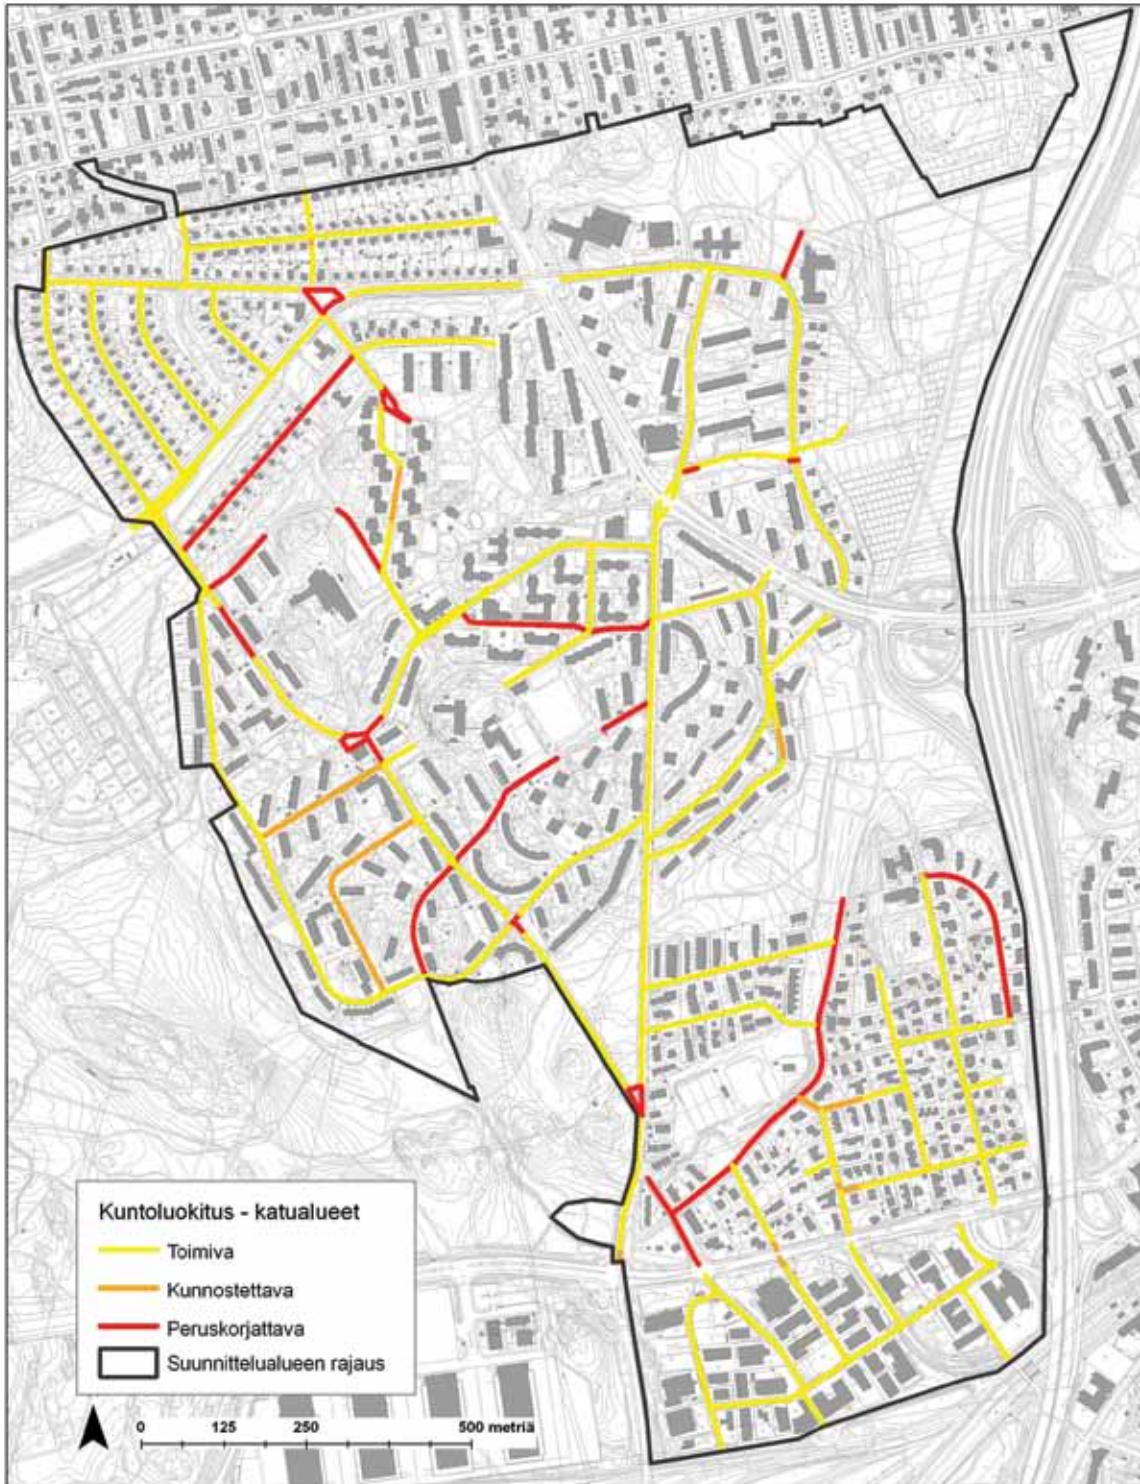 Kuntoluokitus - katualueet
Toimiva
Kunnostettava
Peruskorjattava
Suunnittelualueen rajaus
0 125 250 500 metriä